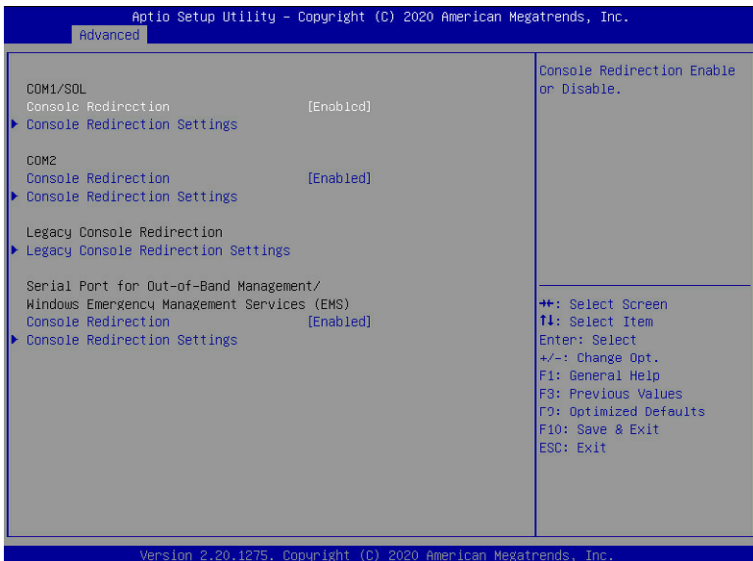 Aptio Setup Utility – Copyright (C) 2020 American Megatrends, Inc.
Advanced
COM1/SOL
Console Redirection [Enabled]
Console Redirection Settings
COM2
Console Redirection [Enabled]
Console Redirection Settings
Legacy Console Redirection
Legacy Console Redirection Settings
Serial Port for Out-of-Band Management/
Windows Emergency Management Services (EMS)
Console Redirection [Enabled]
Console Redirection Settings
Console Redirection Enable
or Disable.
→←: Select Screen
↑↓: Select Item
Enter: Select
+/-: Change Opt.
F1: General Help
F3: Previous Values
F9: Optimized Defaults
F10: Save & Exit
ESC: Exit
Version 2.20.1275. Copyright (C) 2020 American Megatrends, Inc.